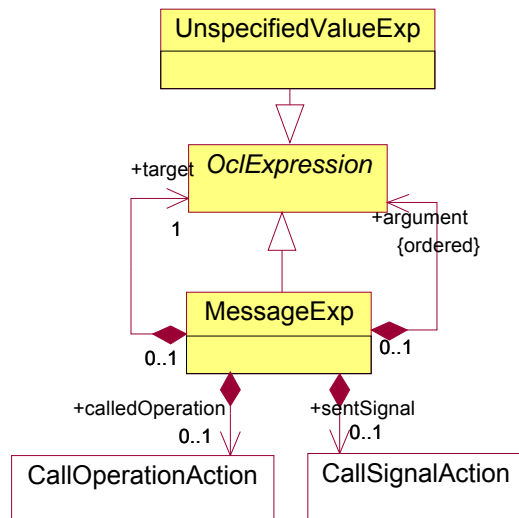 UnspecifiedValueExp
OclExpression
+target
1
+argument
{ordered}
MessageExp
0..1
0..1
+calledOperation
+sentSignal
0..1
0..1
CallOperationAction
CallSignalAction